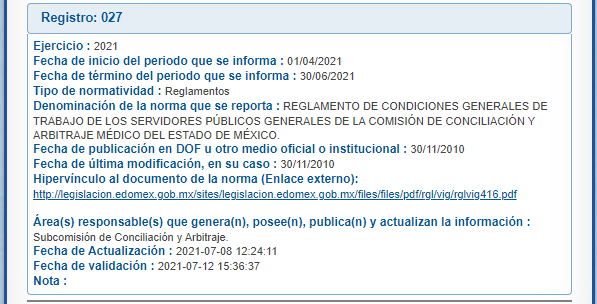 Registro: 027
Ejercicio : 2021
Fecha de inicio del periodo que se informa : 01/04/2021
Fecha de término del periodo que se informa : 30/06/2021
Tipo de normatividad : Reglamentos
Denominación de la norma que se reporta : REGLAMENTO DE CONDICIONES GENERALES DE
TRABAJO DE LOS SERVIDORES PÚBLICOS GENERALES DE LA COMISIÓN DE CONCILIACIÓN Y
ARBITRAJE MÉDICO DEL ESTADO DE MÉXICO.
Fecha de publicación en DOF u otro medio oficial o institucional : 30/11/2010
Fecha de última modificación, en su caso : 30/11/2010
Hipervínculo al documento de la norma (Enlace externo):
http://legislacion.edomex.gob.mx/sites/legislacion.edomex.gob.mx/files/files/pdf/rgl/vig/rglvig416.pdf
Área(s) responsable(s) que genera(n), posee(n), publica(n) y actualizan la información :
Subcomisión de Conciliación y Arbitraje.
Fecha de Actualización : 2021-07-08 12:24:11
Fecha de validación : 2021-07-12 15:36:37
Nota :